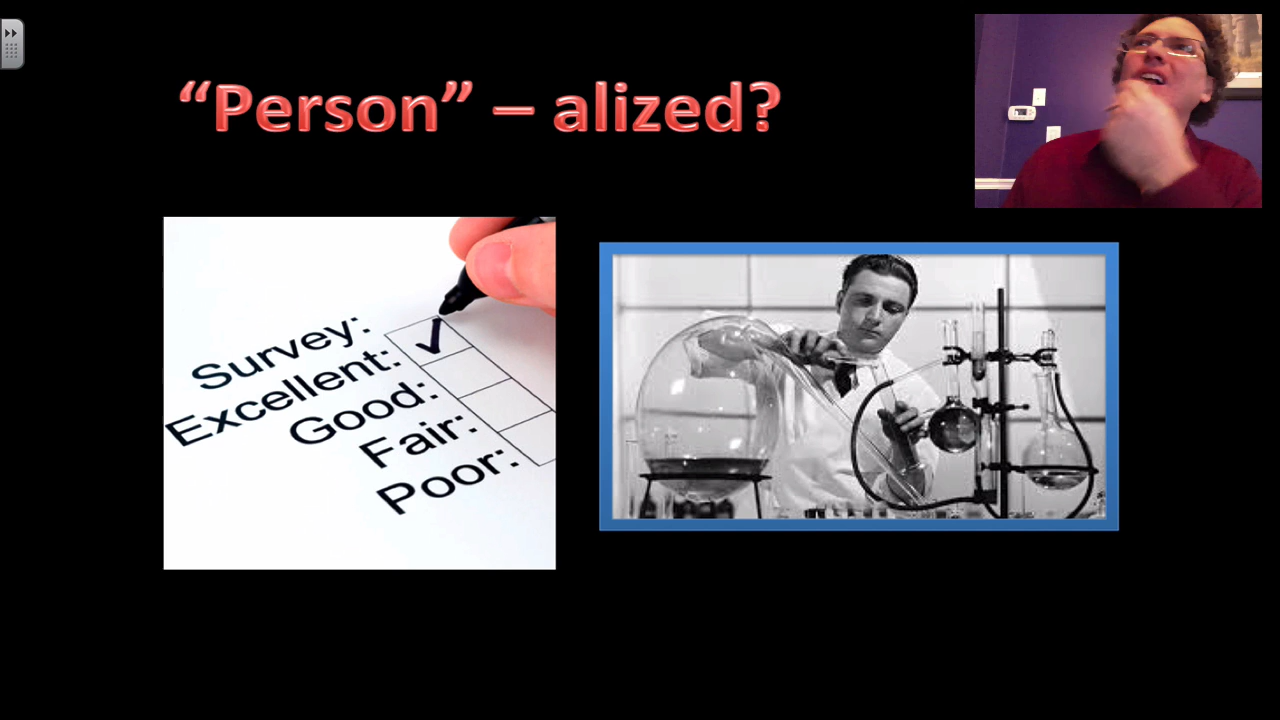 “Person” – alized?
Survey:
Excellent:
Good:
Fair:
Poor: